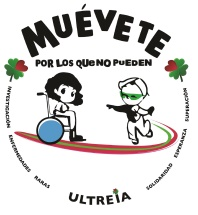 MUÉVETE
POR LOS QUE NO PUEDEN
INVESTIGACIÓN
ENFERMEDADES
RARAS
SUPERACIÓN
ESPERANZA
SOLIDARIDAD
ULTREIA